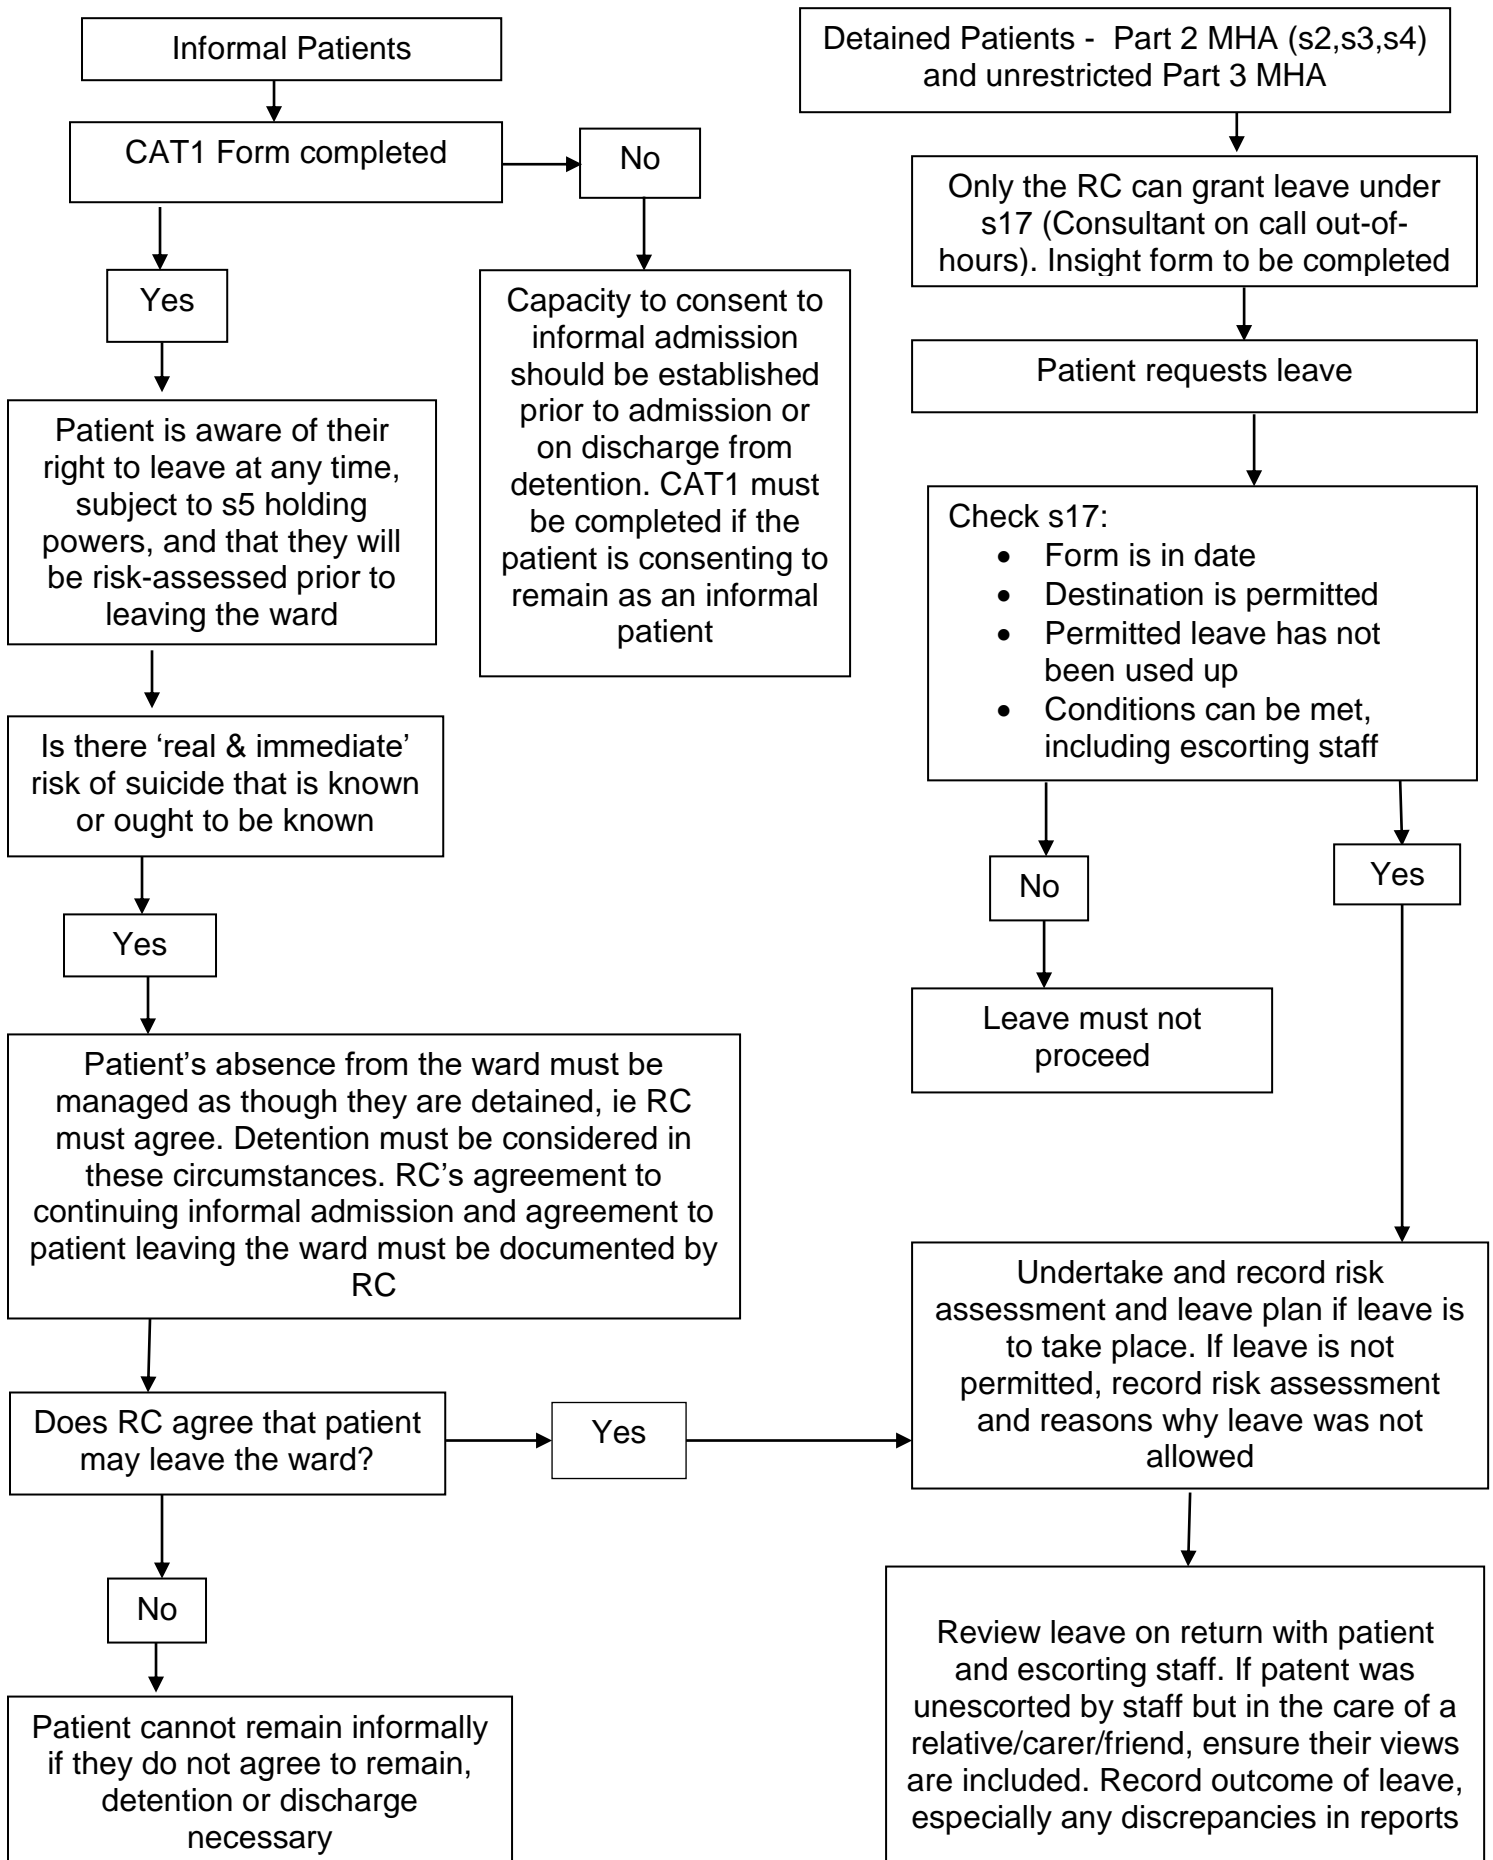 Informal Patients
CAT1 Form completed
No
Yes
Capacity to consent to
informal admission
should be established
prior to admission or
on discharge from
detention. CAT1 must
be completed if the
patient is consenting to
remain as an informal
patient
Patient is aware of their
right to leave at any time,
subject to s5 holding
powers, and that they will
be risk-assessed prior to
leaving the ward
Is there ‘real & immediate’
risk of suicide that is known
or ought to be known
Yes
Patient’s absence from the ward must be
managed as though they are detained, ie RC
must agree. Detention must be considered in
these circumstances. RC’s agreement to
continuing informal admission and agreement to
patient leaving the ward must be documented by
RC
Does RC agree that patient
may leave the ward?
Yes
No
Patient cannot remain informally
if they do not agree to remain,
detention or discharge
necessary
Detained Patients - Part 2 MHA (s2,s3,s4)
and unrestricted Part 3 MHA
Only the RC can grant leave under
s17 (Consultant on call out-of-
hours). Insight form to be completed
Patient requests leave
Check s17:
• Form is in date
• Destination is permitted
• Permitted leave has not
been used up
• Conditions can be met,
including escorting staff
No
Yes
Leave must not
proceed
Undertake and record risk
assessment and leave plan if leave is
to take place. If leave is not
permitted, record risk assessment
and reasons why leave was not
allowed
Review leave on return with patient
and escorting staff. If patent was
unescorted by staff but in the care of a
relative/carer/friend, ensure their views
are included. Record outcome of leave,
especially any discrepancies in reports